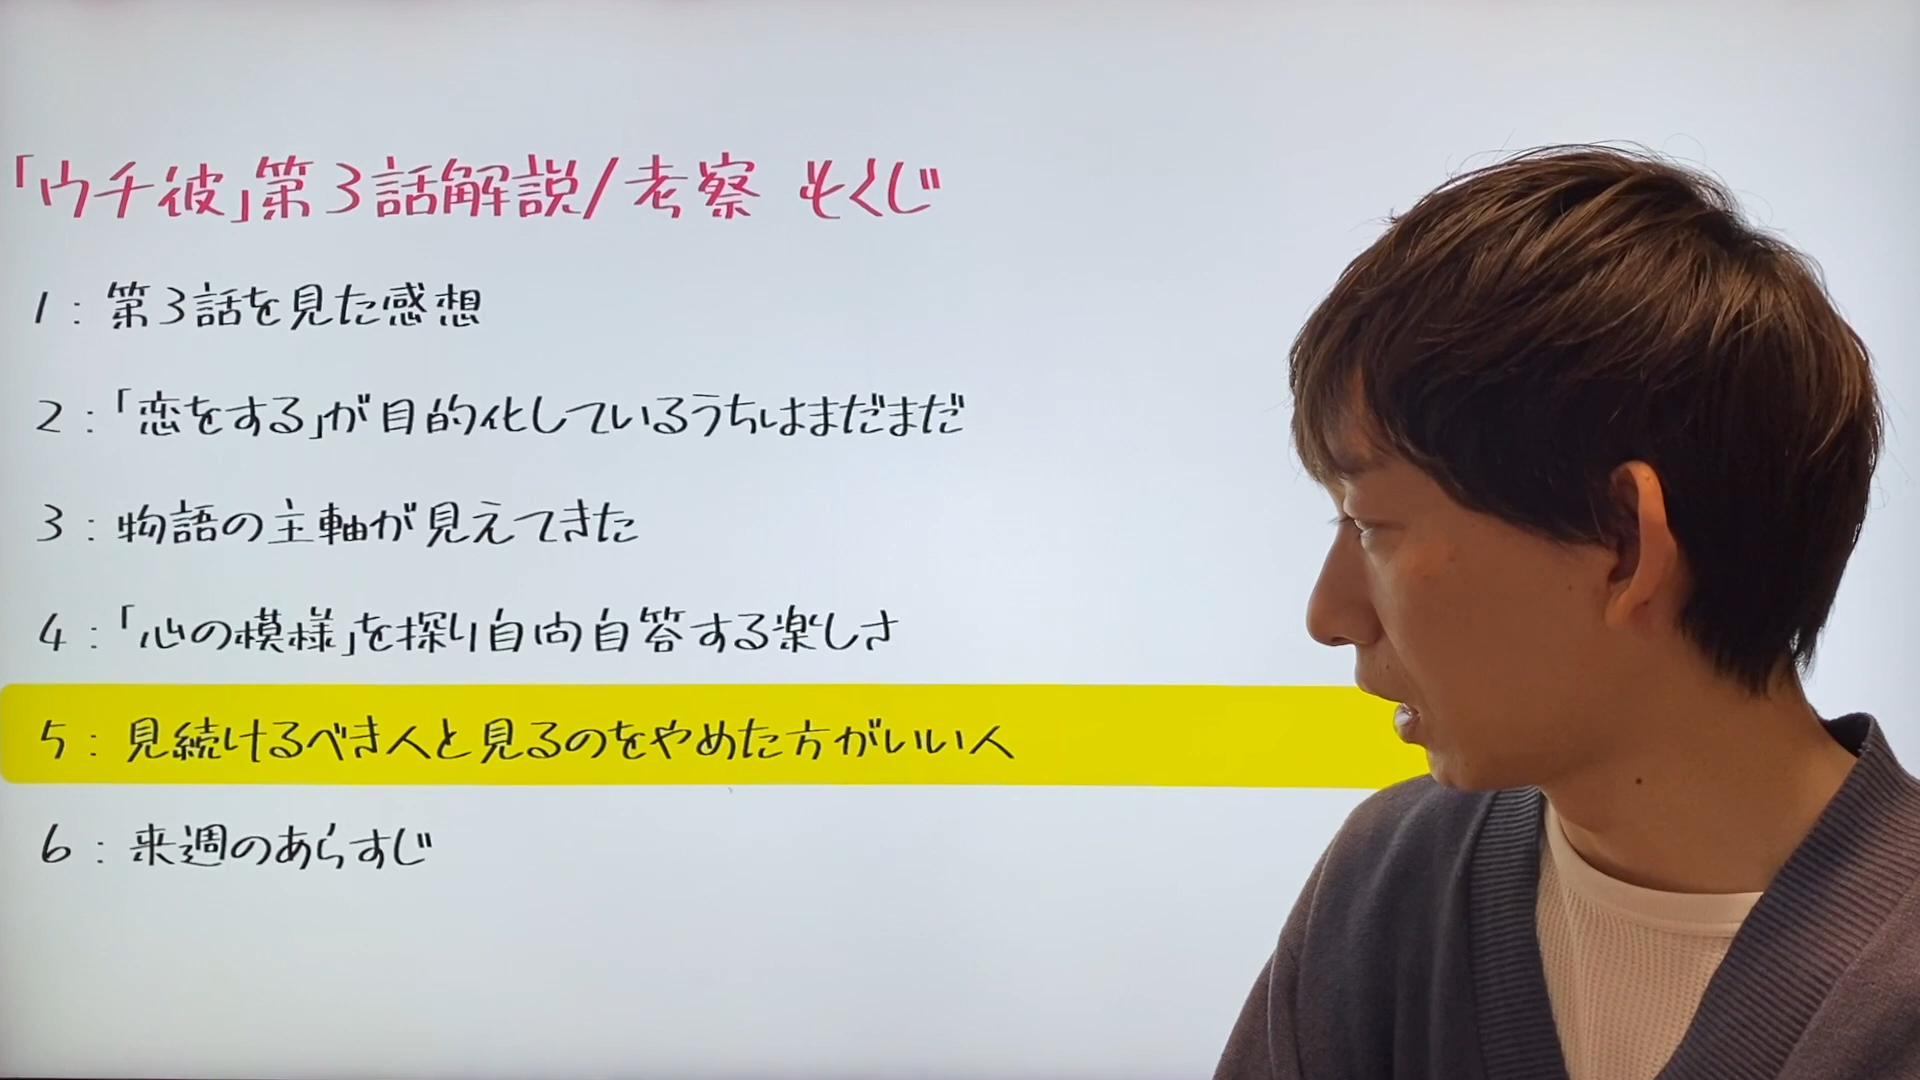 「ウチ彼」第3話解説/考察 もくじ
1：第3話を見た感想
2：「恋をする」が目的化しているうちはまだまだ
3：物語の主軸が見えてきた
4：「心の模様」を探り自問自答する楽しさ
5：見続けるべき人と見るのをやめた方がいい人
6：来週のあらすじ